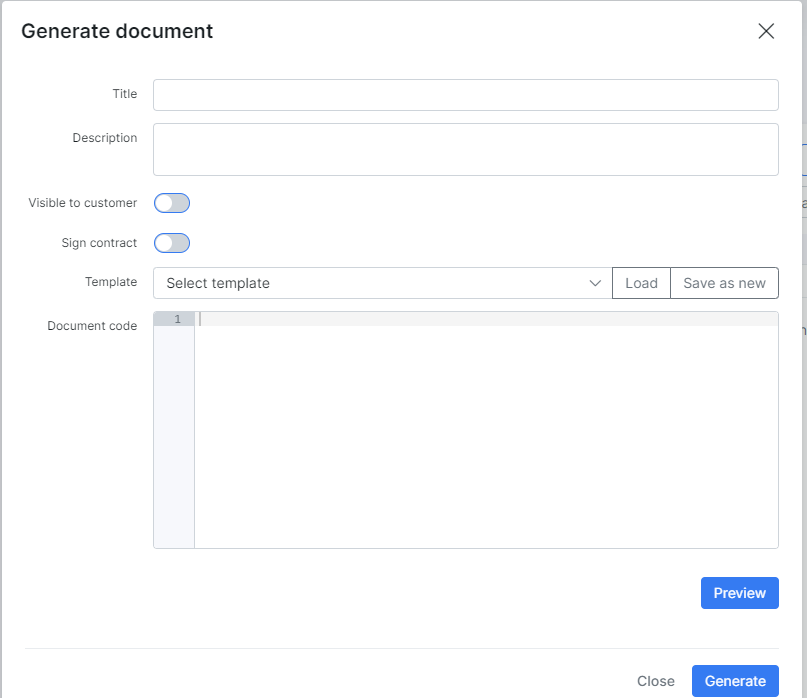 Generate document
Title
Description
Visible to customer
Sign contract
Template
Select template
Load
Save as new
Document code
1
Preview
Close
Generate